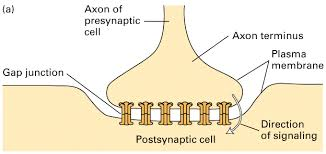 (a)
Axon of
presynaptic
cell
Axon terminus
Plasma
membrane
Gap junction
Direction
of signaling
Postsynaptic cell